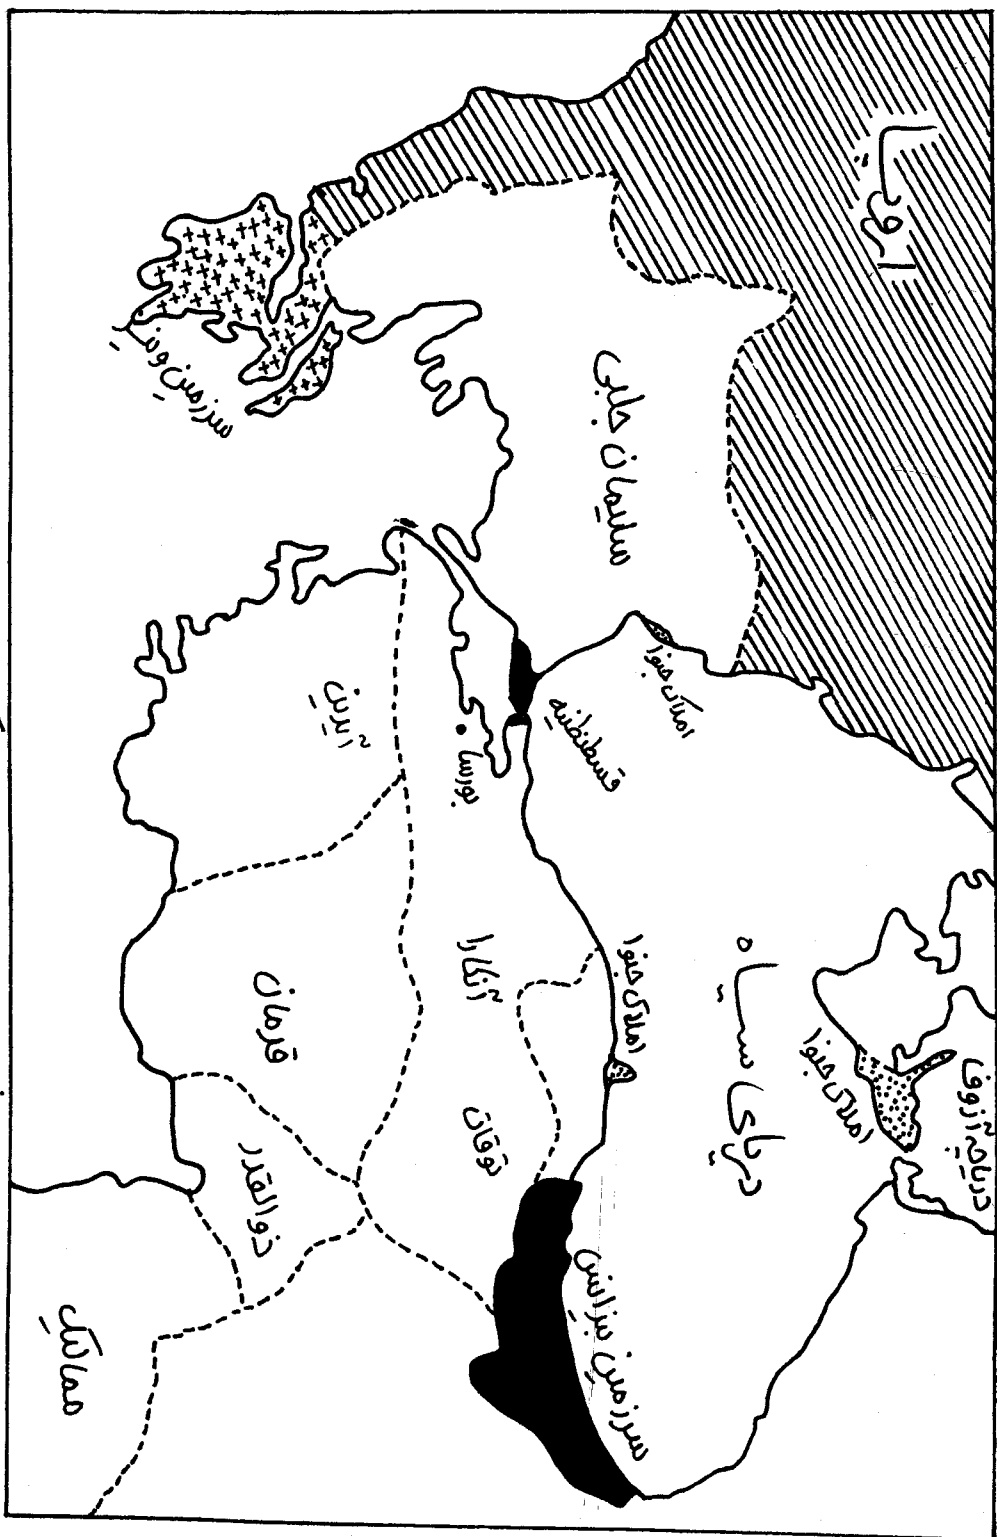 اروپا
سلیمان چلبی
سرزمین ونیز
املاک جنوا
قسطنطنیه
بورسا
آیدین
املاک جنوا
دریای سیاه
املاک جنوا
دریاچه آزوف
آنکارا
توقات
قرمان
ذوالقدر
ممالیک
سرزمین بیزانس